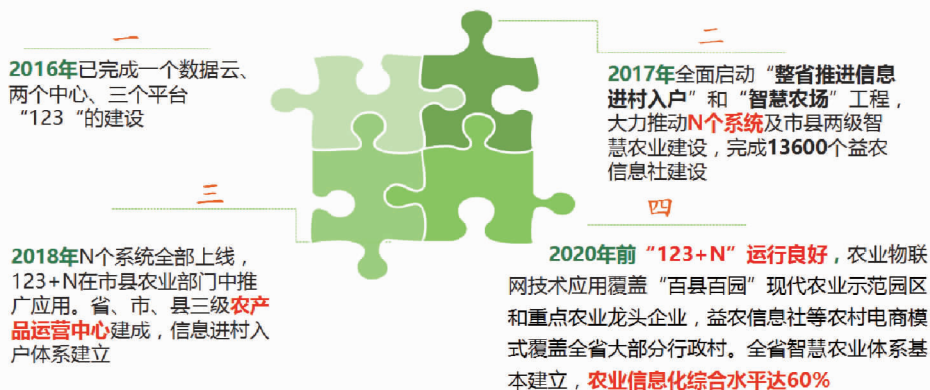 一
2016年已完成一个数据云、
两个中心、三个平台
“123“的建设
二
2017年全面启动“整省推进信息
进村入户”和“智慧农场”工程，
大力推动N个系统及市县两级智
慧农业建设，完成13600个益农
信息社建设
三
2018年N个系统全部上线，
123+N在市县农业部门中推
广应用。省、市、县三级农产
品运营中心建成，信息进村入
户体系建立
四
2020年前“123+N”运行良好，农业物联
网技术应用覆盖“百县百园”现代农业示范园区
和重点农业龙头企业，益农信息社等农村电商模
式覆盖全省大部分行政村。全省智慧农业体系基
本建立，农业信息化综合水平达60%